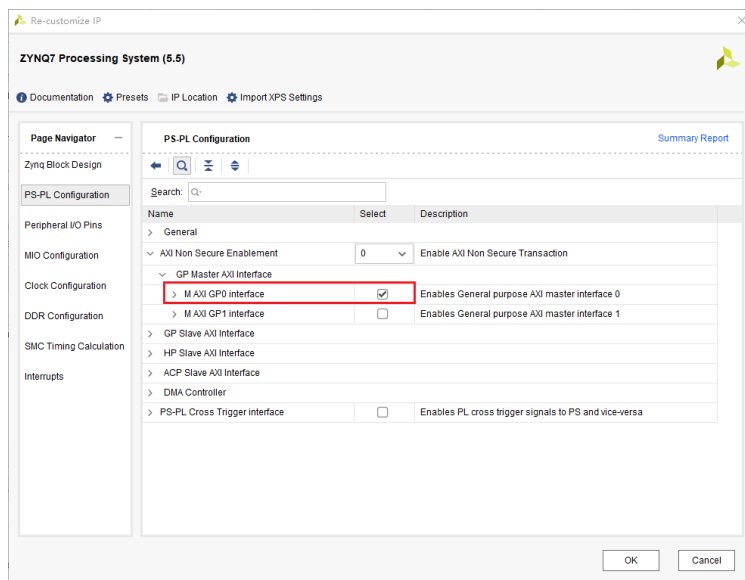 Re-customize IP
ZYNQ7 Processing System (5.5)
Documentation Presets IP Location Import XPS Settings
Page Navigator
Zynq Block Design
PS-PL Configuration
Peripheral I/O Pins
MIO Configuration
Clock Configuration
DDR Configuration
SMC Timing Calculation
Interrupts
PS-PL Configuration Summary Report
Search:
Name Select Description
General
AXI Non Secure Enablement 0 Enable AXI Non Secure Transaction
GP Master AXI Interface
M AXI GP0 interface Enables General purpose AXI master interface 0
M AXI GP1 interface Enables General purpose AXI master interface 1
GP Slave AXI Interface
HP Slave AXI Interface
ACP Slave AXI Interface
DMA Controller
PS-PL Cross Trigger interface Enables PL cross trigger signals to PS and vice-versa
OK Cancel